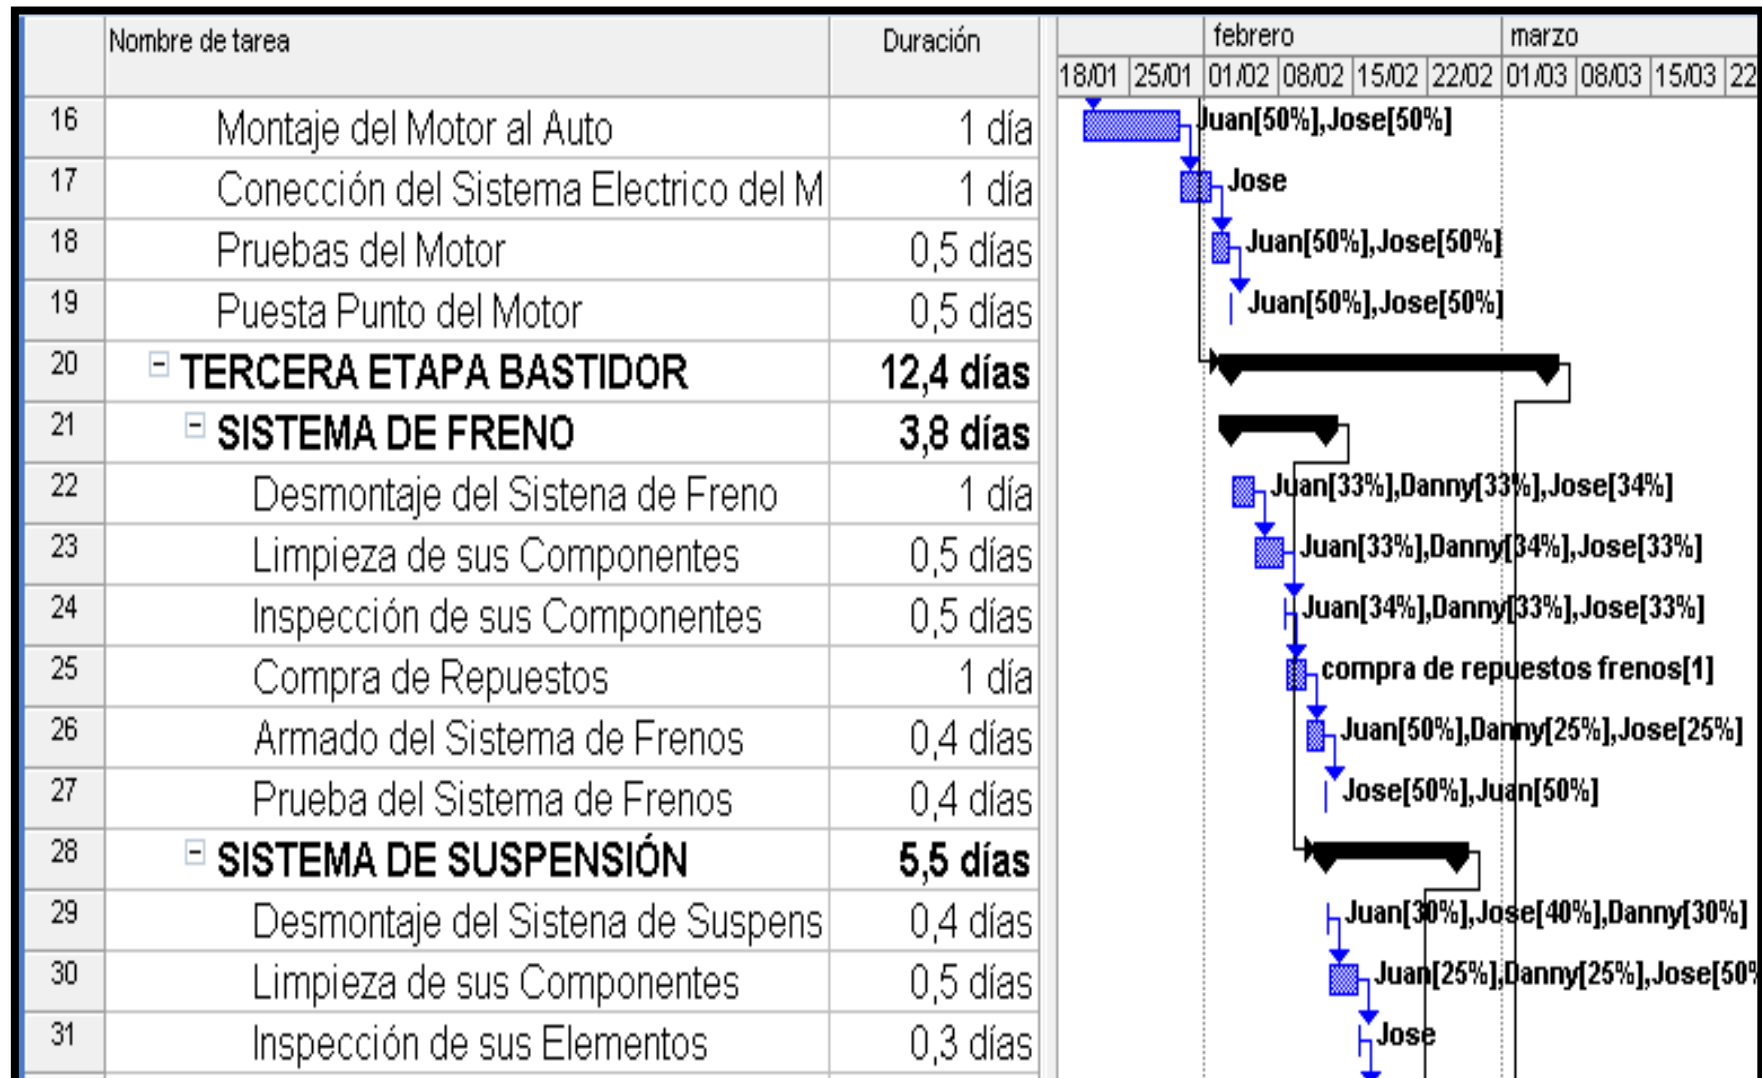 Nombre de tarea Duración febrero marzo
18/01 25/01 01/02 08/02 15/02 22/02 01/03 08/03 15/03 22
16 Montaje del Motor al Auto 1 día Juan[50%],Jose[50%]
17 Conección del Sistema Electrico del M 1 día Jose
18 Pruebas del Motor 0,5 días Juan[50%],Jose[50%]
19 Puesta Punto del Motor 0,5 días Juan[50%],Jose[50%]
20 TERCERA ETAPA BASTIDOR 12,4 días
21 SISTEMA DE FRENO 3,8 días
22 Desmontaje del Sistena de Freno 1 día Juan[33%],Danny[33%],Jose[34%]
23 Limpieza de sus Componentes 0,5 días Juan[33%],Danny[34%],Jose[33%]
24 Inspección de sus Componentes 0,5 días Juan[34%],Danny[33%],Jose[33%]
25 Compra de Repuestos 1 día compra de repuestos frenos[1]
26 Armado del Sistema de Frenos 0,4 días Juan[50%],Danny[25%],Jose[25%]
27 Prueba del Sistema de Frenos 0,4 días Jose[50%],Juan[50%]
28 SISTEMA DE SUSPENSIÓN 5,5 días
29 Desmontaje del Sistena de Suspens 0,4 días Juan[30%],Jose[40%],Danny[30%]
30 Limpieza de sus Componentes 0,5 días Juan[25%],Danny[25%],Jose[50%
31 Inspección de sus Elementos 0,3 días Jose